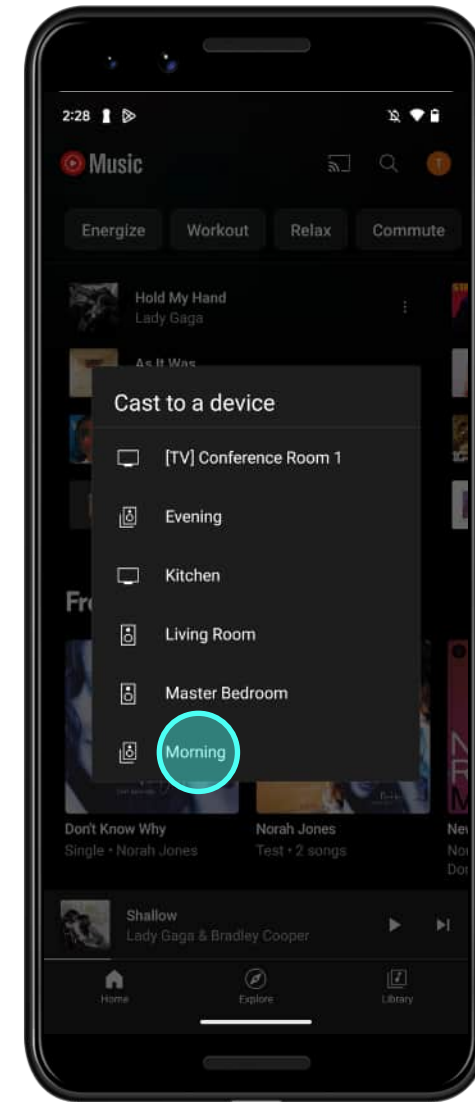 2:28
Music
Energize Workout Relax Commute
Hold My Hand
Lady Gaga
As It Was
Cast to a device
[TV] Conference Room 1
Evening
Kitchen
Living Room
Master Bedroom
Morning
Don't Know Why
Single • Norah Jones
Norah Jones
Test • 2 songs
Shallow
Lady Gaga & Bradley Cooper
Home
Explore
Library